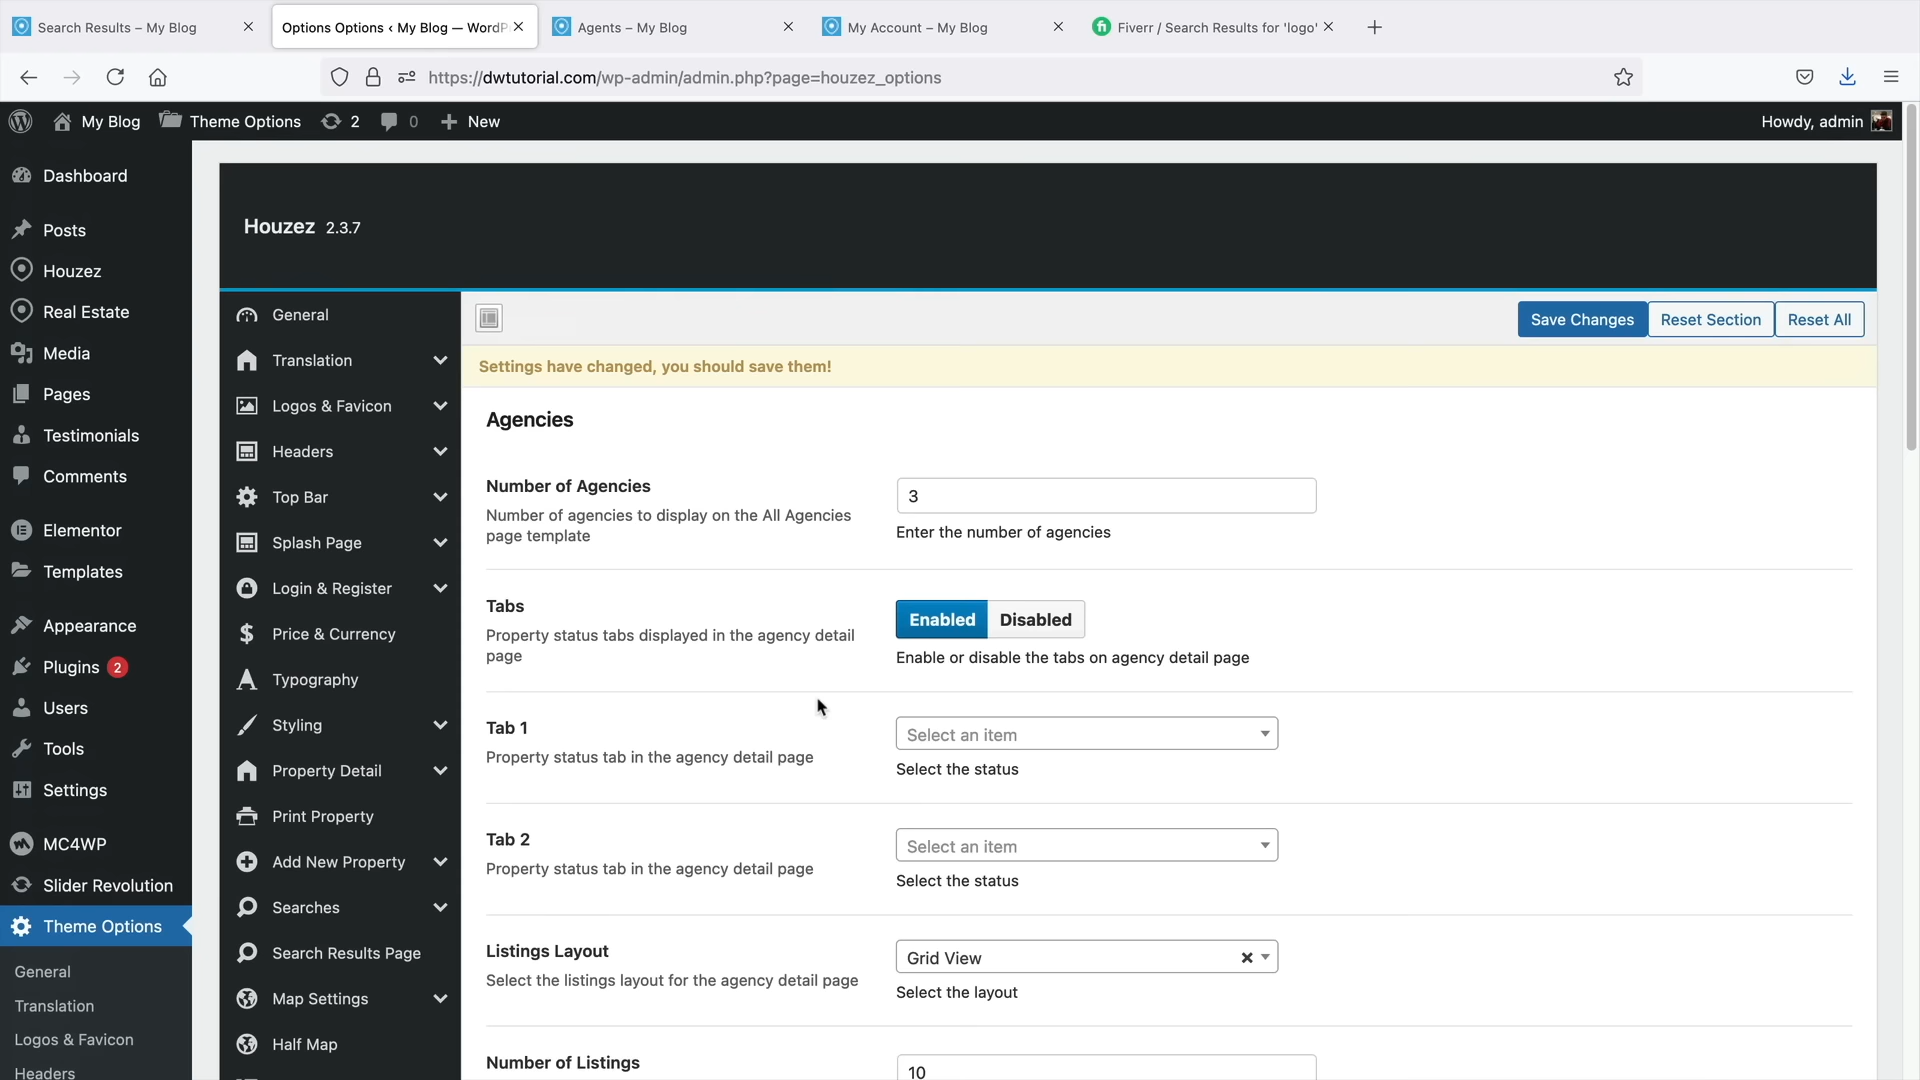 Search Results – My Blog
Options Options ‹ My Blog — WordP
Agents – My Blog
My Account – My Blog
Fiverr / Search Results for 'logo'
https://dwtutorial.com/wp-admin/admin.php?page=houzez_options
My Blog
Theme Options
2
0
New
Howdy, admin
Dashboard
Posts
Houzez
Real Estate
Media
Pages
Testimonials
Comments
Elementor
Templates
Appearance
Plugins 2
Users
Tools
Settings
MC4WP
Slider Revolution
Theme Options
General
Translation
Logos & Favicon
Headers
Houzez 2.3.7
General
Translation
Logos & Favicon
Headers
Top Bar
Splash Page
Login & Register
Price & Currency
Typography
Styling
Property Detail
Print Property
Add New Property
Searches
Search Results Page
Map Settings
Half Map
Save Changes
Reset Section
Reset All
Settings have changed, you should save them!
Agencies
Number of Agencies
Number of agencies to display on the All Agencies
page template
3
Enter the number of agencies
Tabs
Property status tabs displayed in the agency detail
page
Enabled
Disabled
Enable or disable the tabs on agency detail page
Tab 1
Property status tab in the agency detail page
Select an item
Select the status
Tab 2
Property status tab in the agency detail page
Select an item
Select the status
Listings Layout
Select the listings layout for the agency detail page
Grid View
Select the layout
Number of Listings
10